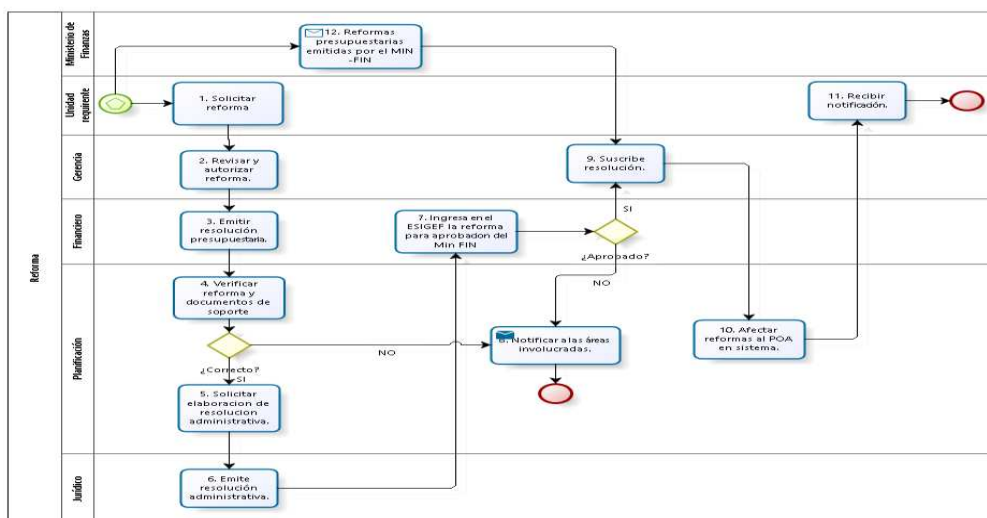 Reforma
Ministerio de
Finanzas
12. Reformas
presupuestarias
emitidas por el MIN
-FIN
Unidad
requirente
1. Solicitar
reforma
11. Recibir
notificación.
Gerencia
2. Revisar y
autorizar
reforma.
9. Suscribe
resolución.
SI
Financiero
3. Emitir
resolución
presupuestaria.
7. Ingresa en el
ESIGEF la reforma
para aprobacion del
Min FIN
¿Aprobado?
NO
Planificación
4. Verificar
reforma y
documentos de
soporte
¿Correcto?
SI
NO
Notificar a las áreas
involucradas.
10. Afectar
reformas al POA
en sistema.
5. Solicitar
elaboracion de
resolucion
administrativa.
Jurídico
6. Emite
resolución
administrativa.